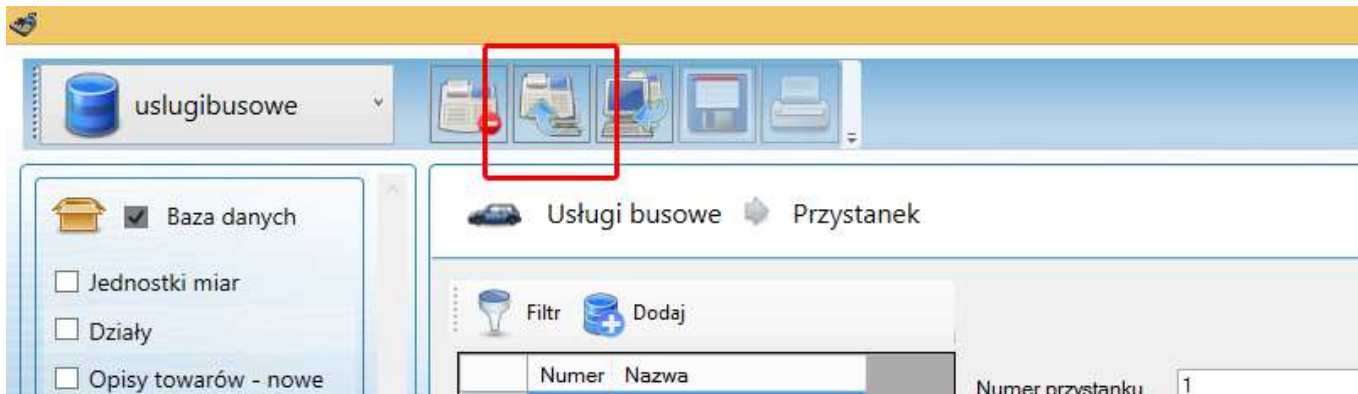 uslugibusowe
Baza danych
Usługi busowe Przystanek
Jednostki miar
Działy
Opisy towarów - nowe
Filtr Dodaj
Numer Nazwa
Numer przystanku 1